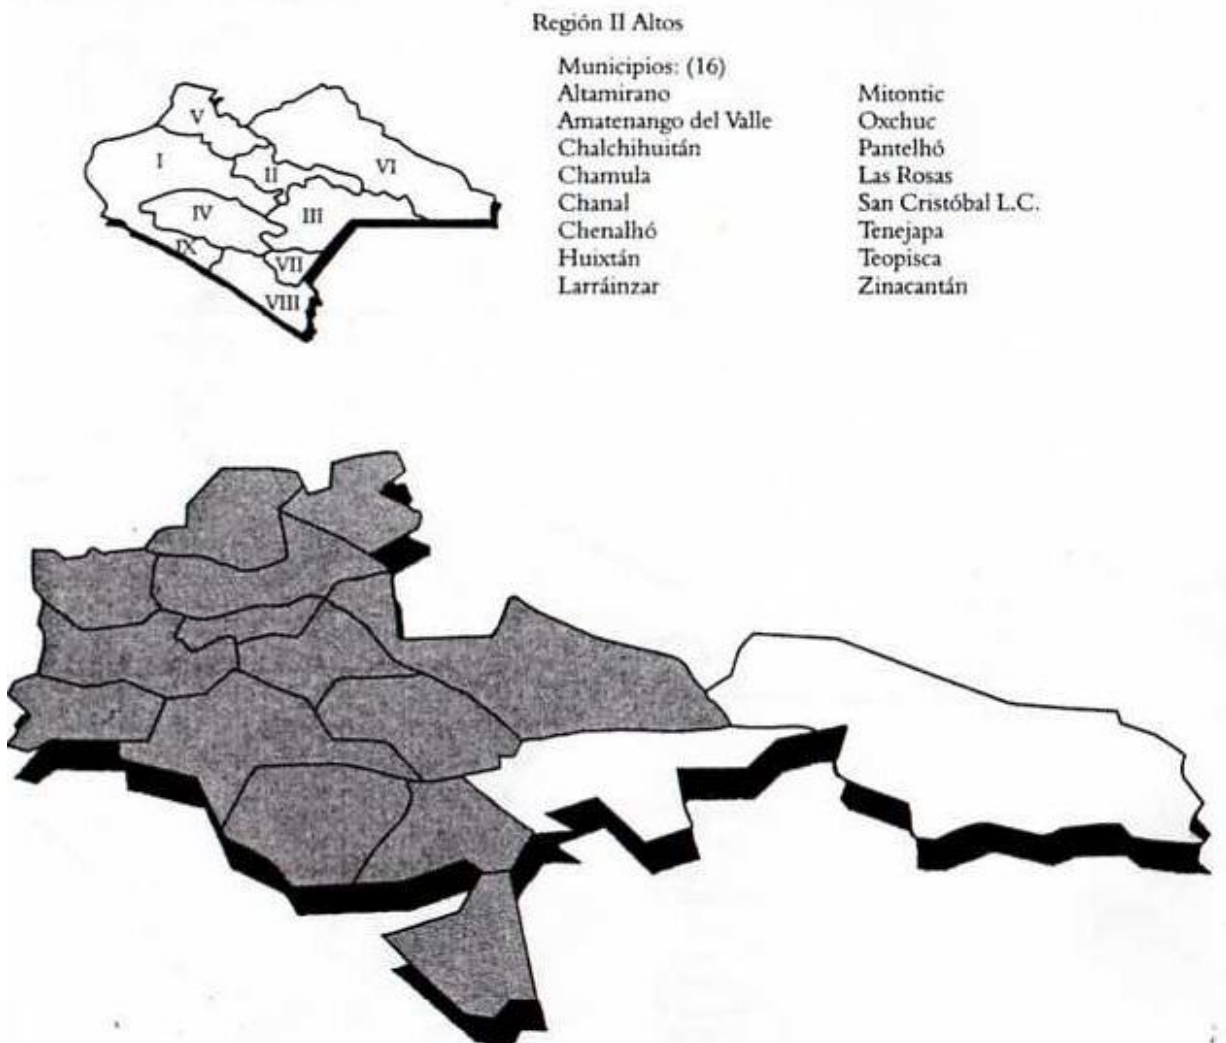 Región II Altos
Municipios: (16)
Altamirano
Amatenango del Valle
Chalchihuitán
Chamula
Chanal
Chenalhó
Huixtán
Larráinzar
Mitontic
Oxchuc
Pantelhó
Las Rosas
San Cristóbal L.C.
Tenejapa
Teopisca
Zinacantán
V
I
II
VI
IV
III
IX
VII
VIII